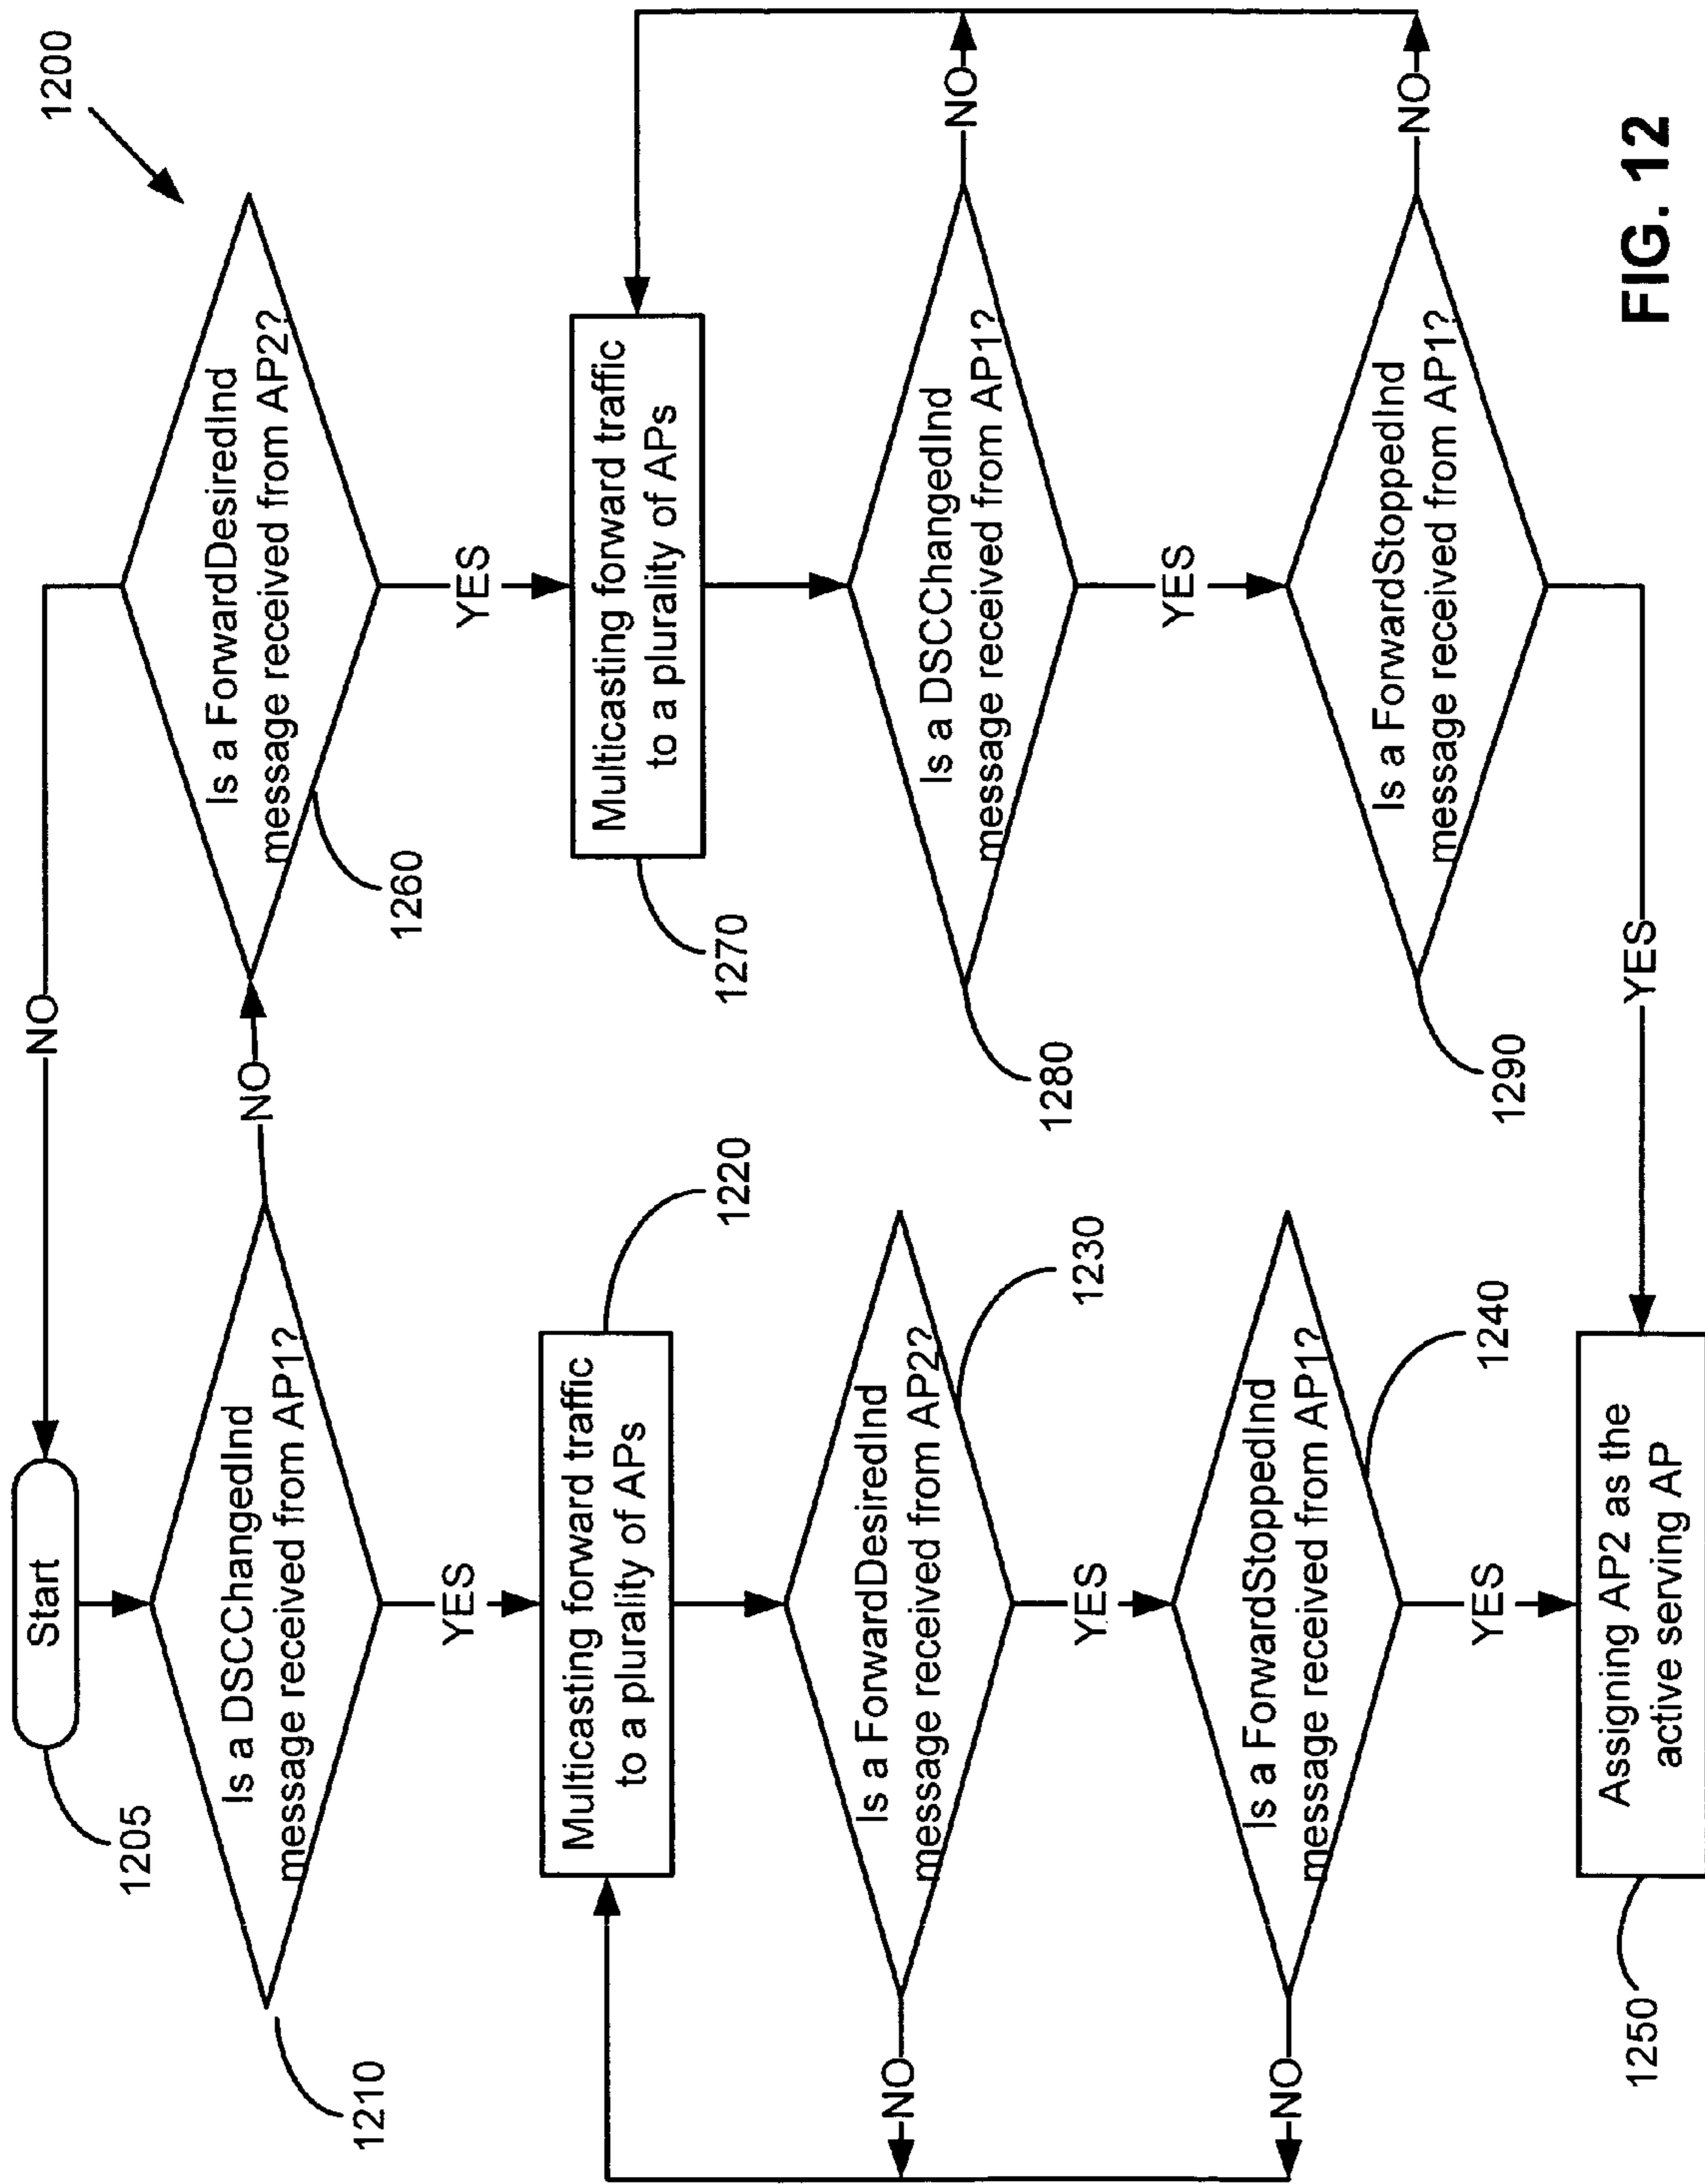 1200
Start
1205
NO
Is a DSCChangedInd
message received from AP1?
1210
NO
Is a ForwardDesiredInd
message received from AP2?
1260
YES
YES
Multicasting forward traffic
to a plurality of APs
1220
Multicasting forward traffic
to a plurality of APs
1270
Is a ForwardDesiredInd
message received from AP2?
1230
NO
Is a DSCChangedInd
message received from AP1?
1280
NO
YES
YES
Is a ForwardStoppedInd
message received from AP1?
1240
NO
Is a ForwardStoppedInd
message received from AP1?
1290
NO
YES
YES
Assigning AP2 as the
active serving AP
1250
FIG. 12